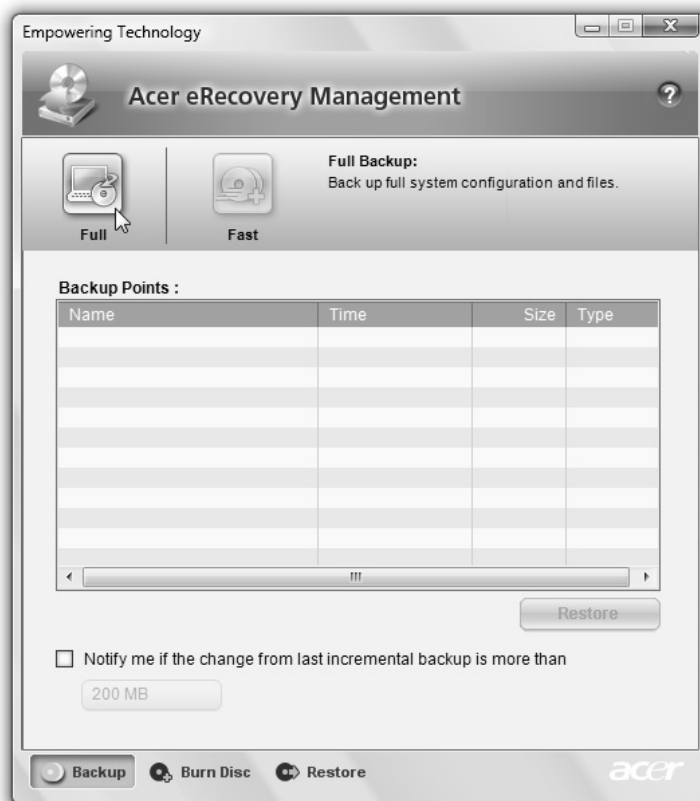 Empowering Technology
Acer eRecovery Management
?
Full Backup:
Back up full system configuration and files.
Full
Fast
Backup Points :
Name Time Size Type
Restore
Notify me if the change from last incremental backup is more than
200 MB
Backup Burn Disc Restore
acer